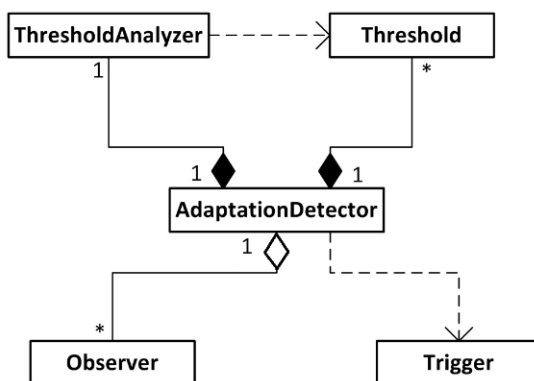 ThresholdAnalyzer
Threshold
1
*
1
1
AdaptationDetector
1
*
Observer
Trigger